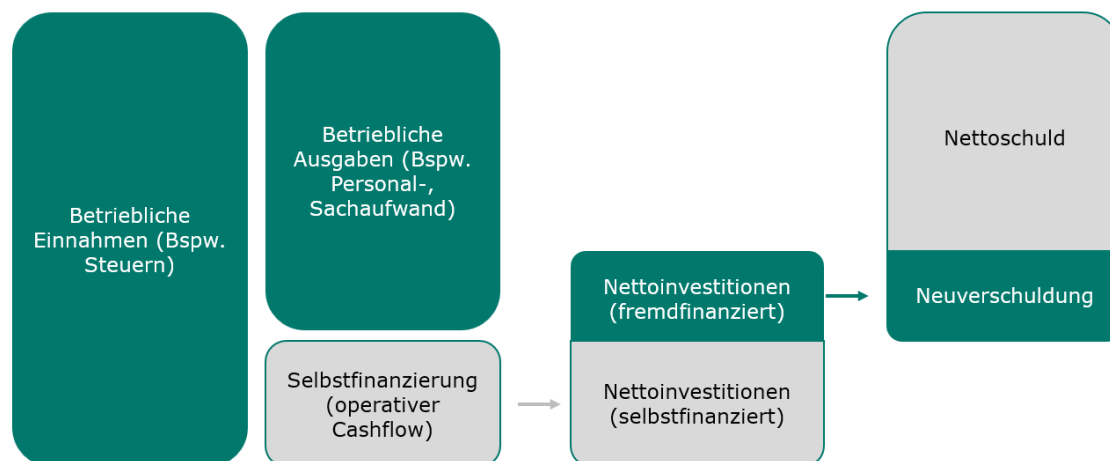 Betriebliche
Einnahmen (Bspw.
Steuern)
Betriebliche
Ausgaben (Bspw.
Personal-,
Sachaufwand)
Selbstfinanzierung
(operativer
Cashflow)
Nettoinvestitionen
(fremdfinanziert)
Nettoinvestitionen
(selbstfinanziert)
Nettoschuld
Neuverschuldung